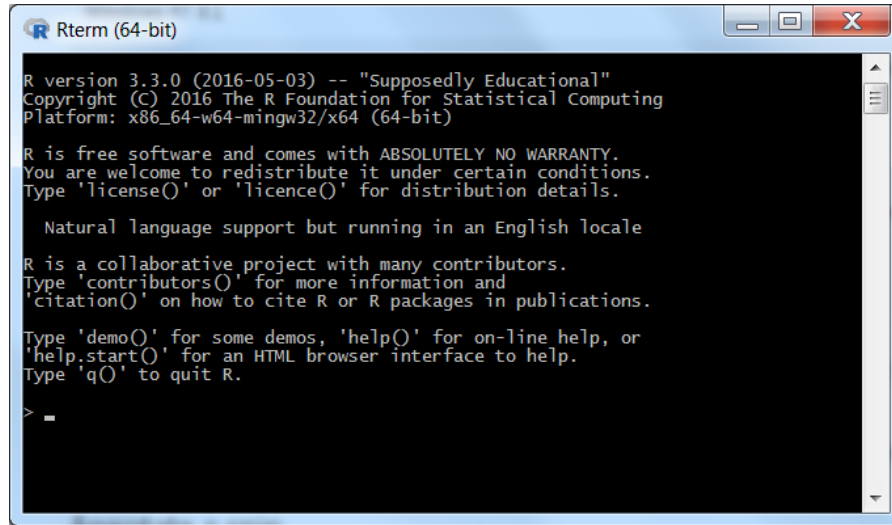 Rterm (64-bit)
R version 3.3.0 (2016-05-03) -- "Supposedly Educational"
Copyright (C) 2016 The R Foundation for Statistical Computing
Platform: x86_64-w64-mingw32/x64 (64-bit)
R is free software and comes with ABSOLUTELY NO WARRANTY.
You are welcome to redistribute it under certain conditions.
Type 'license()' or 'licence()' for distribution details.
Natural language support but running in an English locale
R is a collaborative project with many contributors.
Type 'contributors()' for more information and
'citation()' on how to cite R or R packages in publications.
Type 'demo()' for some demos, 'help()' for on-line help, or
'help.start()' for an HTML browser interface to help.
Type 'q()' to quit R.
> _